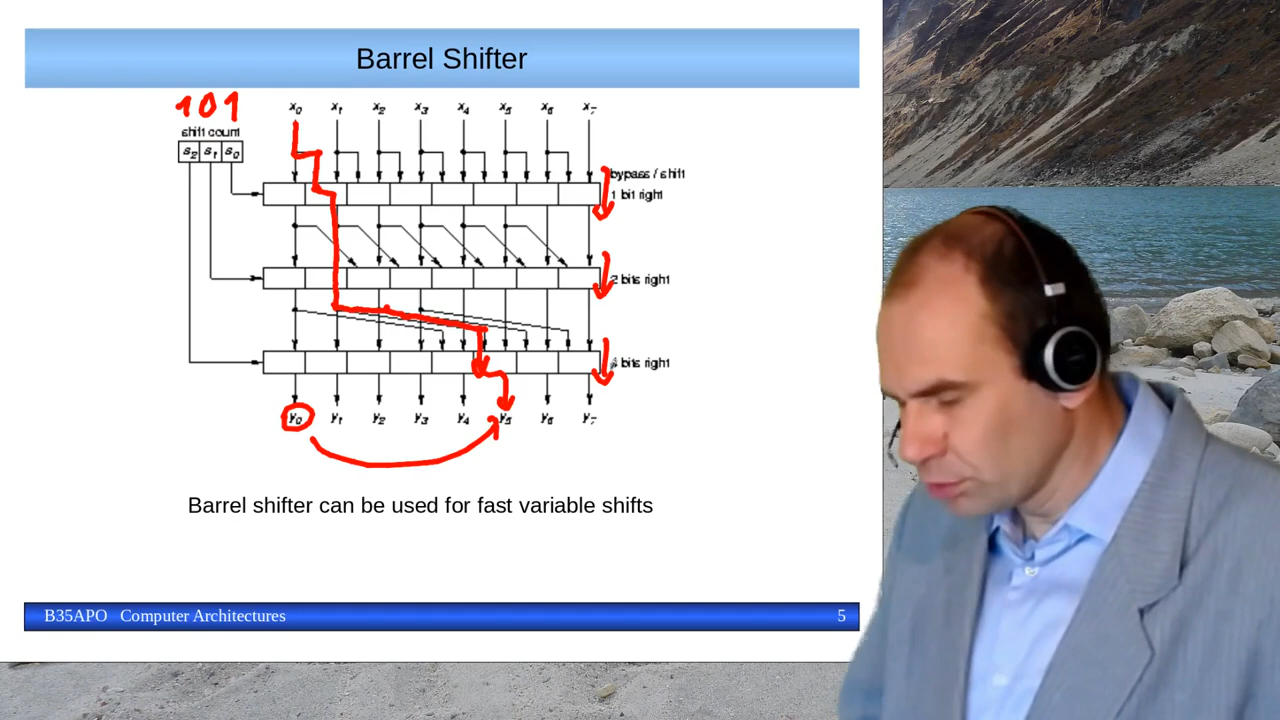 Barrel Shifter
101
x0 x1 x2 x3 x4 x5 x6 x7
shift count
s2 s1 s0
bypass / shift
1 bit right
2 bits right
4 bits right
y0 y1 y2 y3 y4 y5 y6 y7
Barrel shifter can be used for fast variable shifts
B35APO Computer Architectures 5